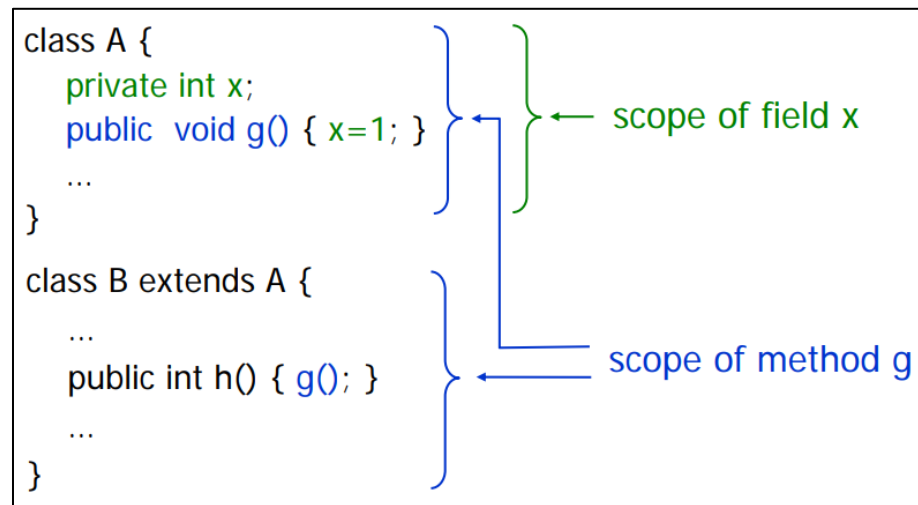 class A {
private int x;
public void g() { x=1; }
...
}
scope of field x
class B extends A {
...
public int h() { g(); }
...
}
scope of method g